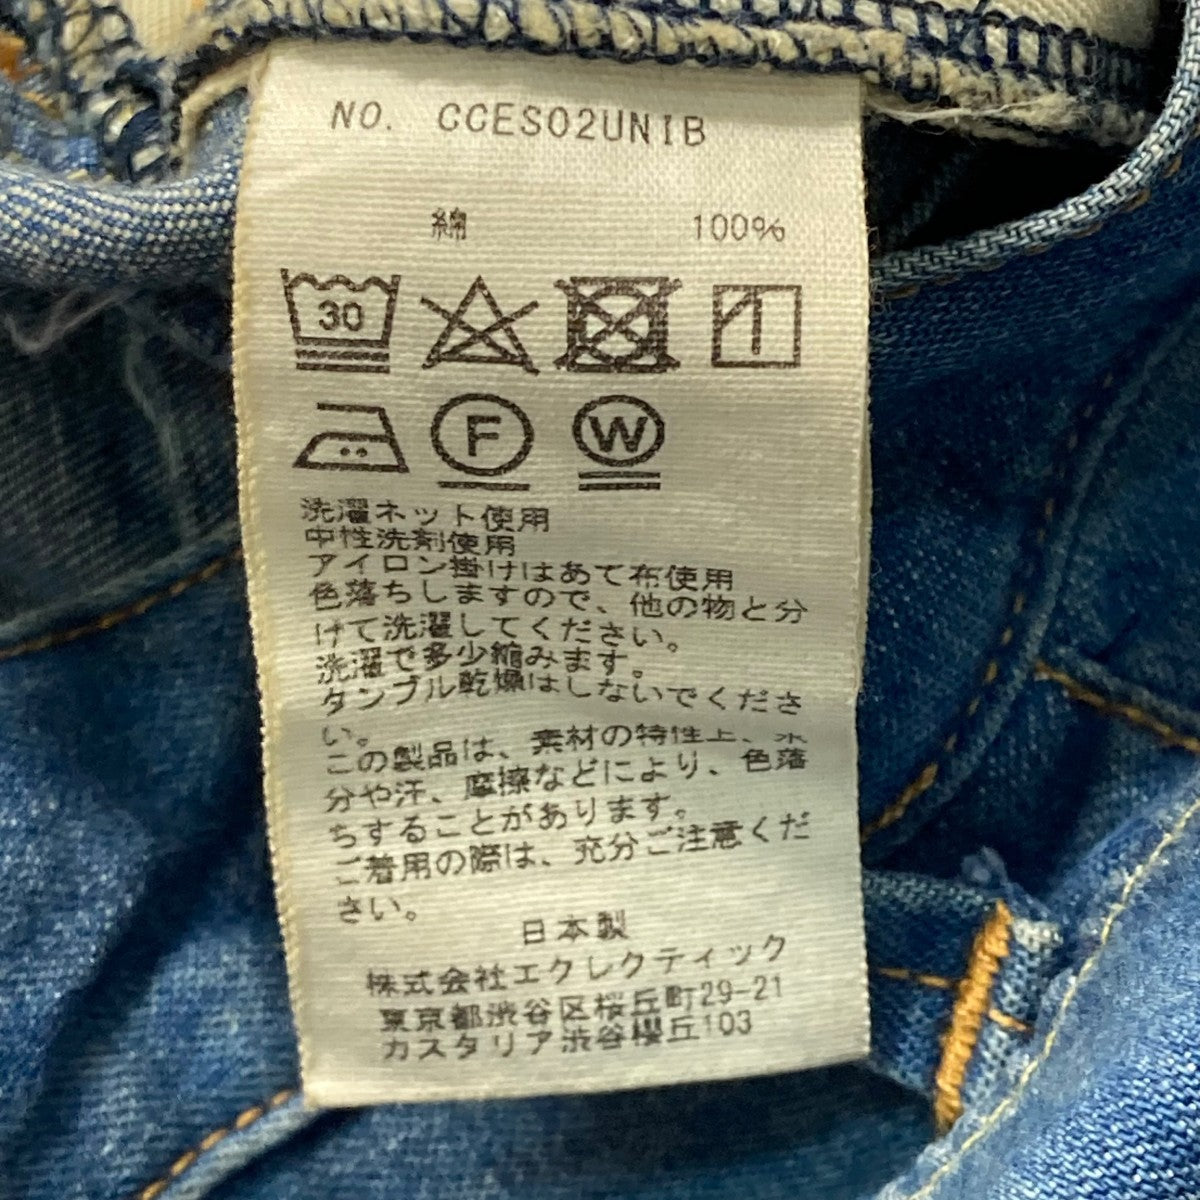 NO. CCES02UNIB
綿 100%
30
F W
洗濯ネット使用
中性洗剤使用
アイロン掛けはあて布使用
色落ちしますので、他の物と分
けて洗濯してください。
洗濯で多少縮みます。
タンブル乾燥はしないでくださ
い。
この製品は、素材の特性上、水
分や汗、摩擦などにより、色落
ちすることがあります。
ご着用の際は、充分ご注意くだ
さい。
日本製
株式会社エクレクティック
東京都渋谷区桜丘町29-21
カスタリア渋谷櫻丘103